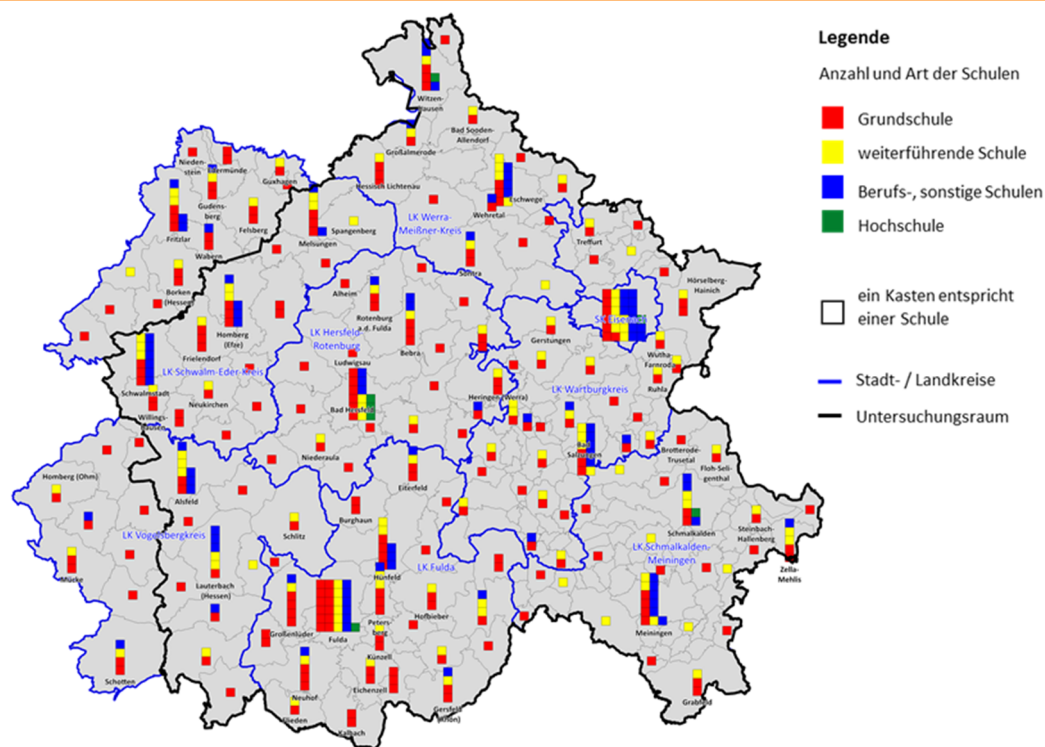 Legende
Anzahl und Art der Schulen
Grundschule
weiterführende Schule
Berufs-, sonstige Schulen
Hochschule
ein Kasten entspricht
einer Schule
Stadt- / Landkreise
Untersuchungsraum
Witzen-
hausen
Bad Sooden-
Allendorf
Großalmerode
Hessisch Lichtenau
Eschwege
Wehretal
LK Werra-
Meißner-Kreis
Nieden-
stein
Edermünde
Guxhagen
Gudens-
berg
Felsberg
Fritzlar
Wabern
Melsungen
Spangenberg
Sontra
Treffurt
Hörselberg-
Hainich
Borken
(Hessen)
Alheim
Rotenburg
a.d. Fulda
Homberg
(Efze)
Bebra
SK Eisenach
Gerstungen
Wutha-
Farnroda
Ruhla
LK Hersfeld-
Rotenburg
Frielendorf
LK Schwalm-Eder-Kreis
Ludwigsau
Schwalmstadt
Neukirchen
Bad Hersfeld
Heringen (Werra)
LK Wartburgkreis
Willings-
hausen
Niederaula
Bad
Salzungen
Brotterode-
Trusetal
Floh-Seli-
genthal
Homberg (Ohm)
Alsfeld
Eiterfeld
Burghaun
Schlitz
Schmalkalden
Steinbach-
Hallenberg
Zella-
Mehlis
LK Vogelsbergkreis
LK Schmalkalden-
Meiningen
Mücke
Lauterbach
(Hessen)
Hünfeld
LK Fulda
Hofbieber
Großenlüder
Fulda
Peters-
berg
Künzell
Meiningen
Schotten
Neuhof
Eichenzell
Gersfeld
(Rhön)
Flieden
Kalbach
Grabfeld